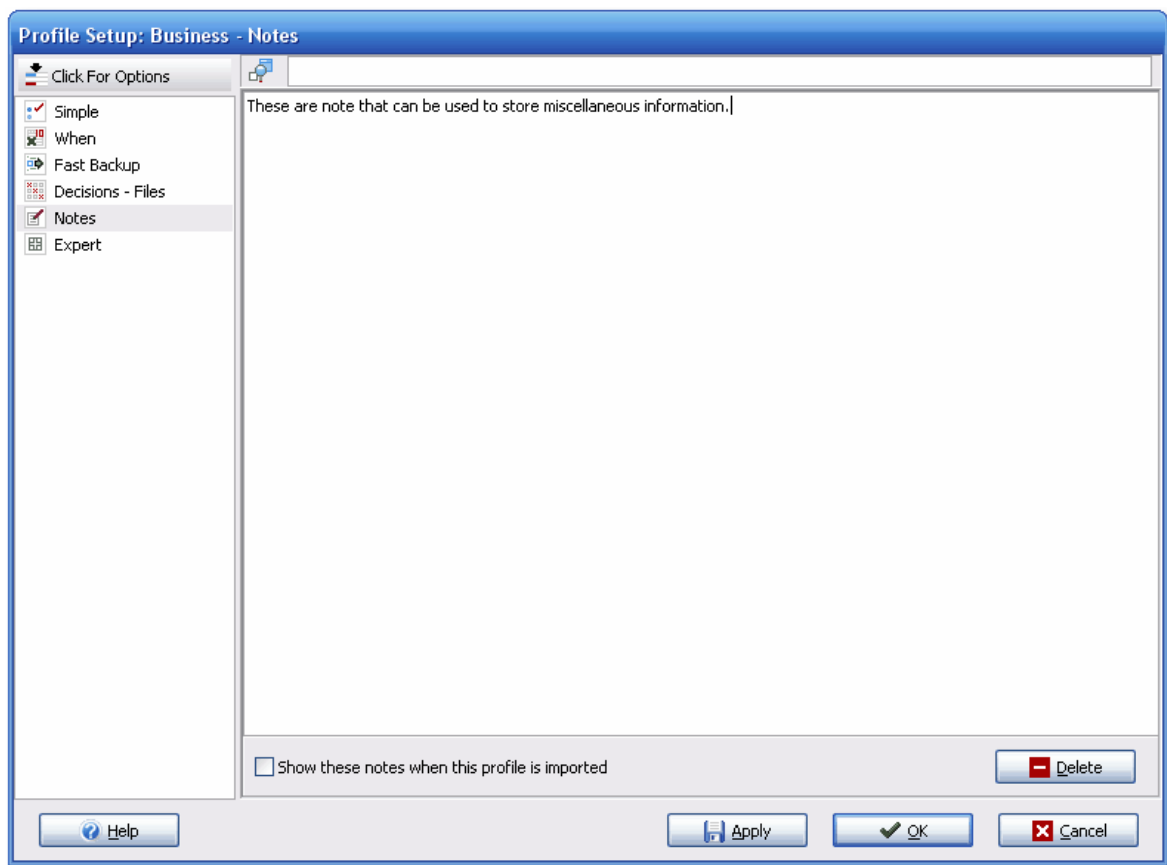 Profile Setup: Business - Notes
Click For Options
Simple
When
Fast Backup
Decisions - Files
Notes
Expert
These are note that can be used to store miscellaneous information.
Show these notes when this profile is imported
Delete
Help
Apply
OK
Cancel